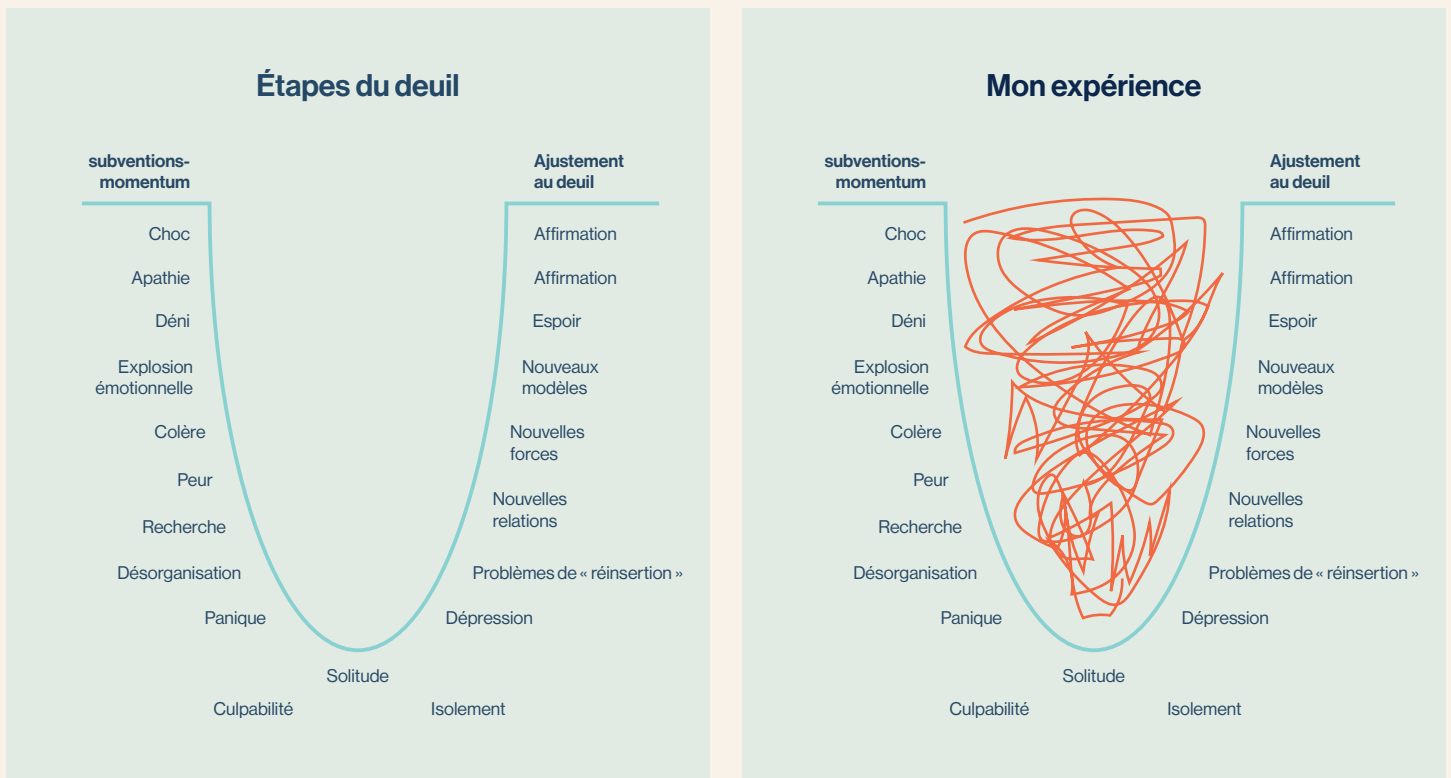 Étapes du deuil
subventions-
momentum
Choc
Apathie
Déni
Explosion
émotionnelle
Colère
Peur
Recherche
Désorganisation
Panique
Culpabilité
Solitude
Isolement
Dépression
Problèmes de « réinsertion »
Nouvelles
relations
Nouvelles
forces
Nouveaux
modèles
Espoir
Affirmation
Affirmation
Ajustement
au deuil
Mon expérience
subventions-
momentum
Choc
Apathie
Déni
Explosion
émotionnelle
Colère
Peur
Recherche
Désorganisation
Panique
Culpabilité
Solitude
Isolement
Dépression
Problèmes de « réinsertion »
Nouvelles
relations
Nouvelles
forces
Nouveaux
modèles
Espoir
Affirmation
Affirmation
Ajustement
au deuil